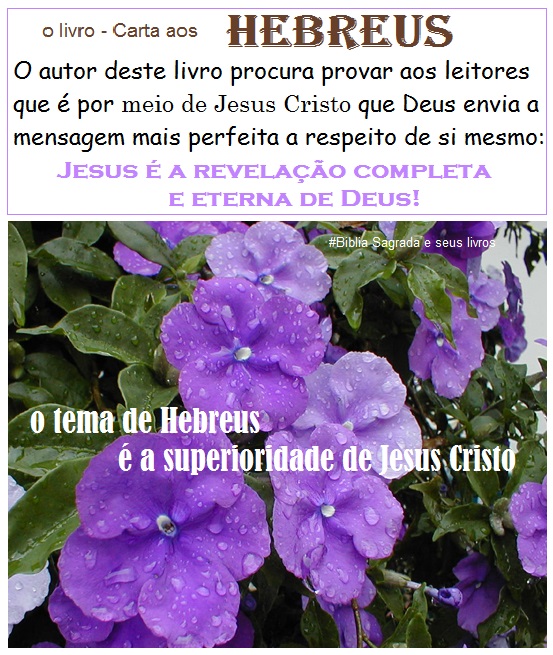 o livro - Carta aos HEBREUS
O autor deste livro procura provar aos leitores
que é por meio de Jesus Cristo que Deus envia a
mensagem mais perfeita a respeito de si mesmo:
Jesus é a revelação completa
e eterna de Deus!
#Biblia Sagrada e seus livros
o tema de Hebreus
é a superioridade de Jesus Cristo